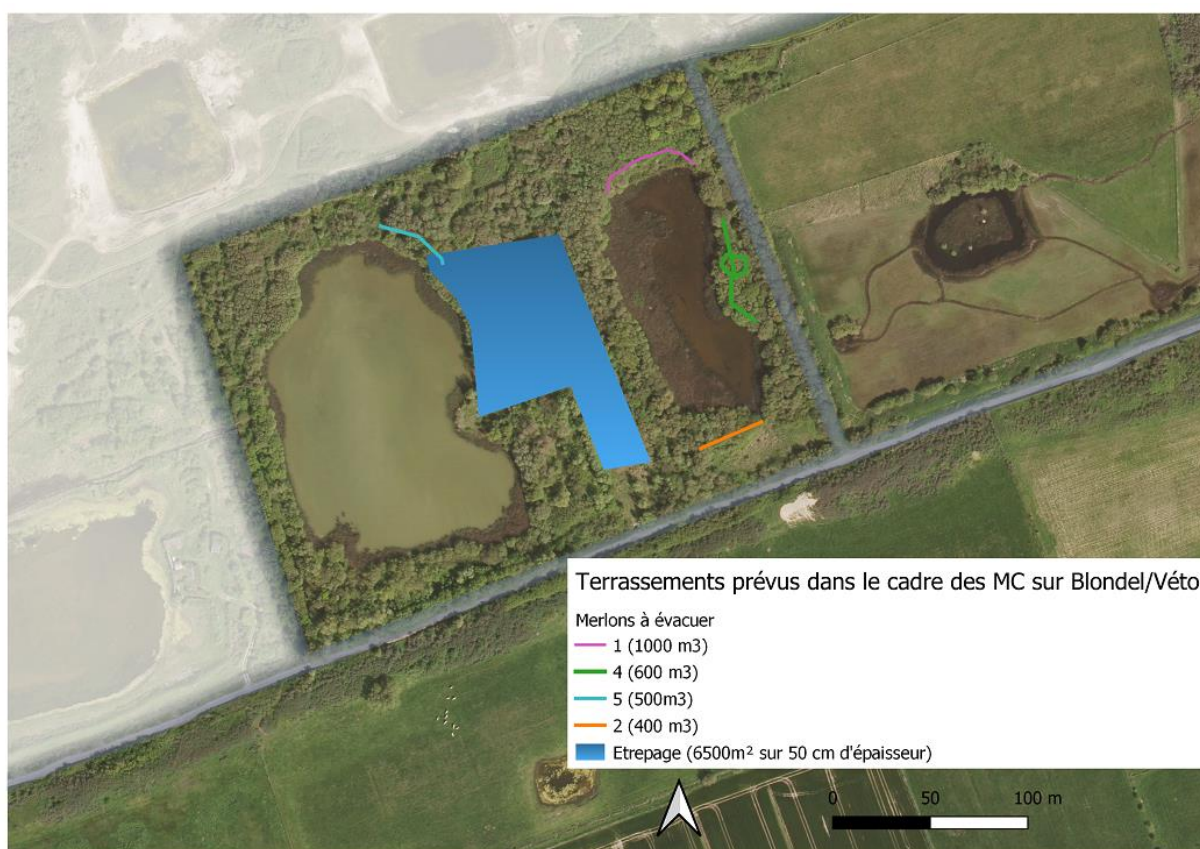 Terrassements prévus dans le cadre des MC sur Blondel/Véto
Merlons à évacuer
1 (1000 m3)
4 (600 m3)
5 (500m3)
2 (400 m3)
Etrepage (6500m² sur 50 cm d'épaisseur)
0 50 100 m